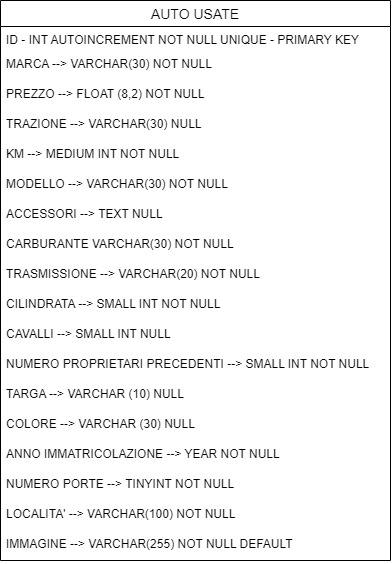 AUTO USATE
ID - INT AUTOINCREMENT NOT NULL UNIQUE - PRIMARY KEY
MARCA --> VARCHAR(30) NOT NULL
PREZZO --> FLOAT (8,2) NOT NULL
TRAZIONE --> VARCHAR(30) NULL
KM --> MEDIUM INT NOT NULL
MODELLO --> VARCHAR(30) NOT NULL
ACCESSORI --> TEXT NULL
CARBURANTE VARCHAR(30) NOT NULL
TRASMISSIONE --> VARCHAR(20) NOT NULL
CILINDRATA --> SMALL INT NOT NULL
CAVALLI --> SMALL INT NULL
NUMERO PROPRIETARI PRECEDENTI --> SMALL INT NOT NULL
TARGA --> VARCHAR (10) NULL
COLORE --> VARCHAR (30) NULL
ANNO IMMATRICOLAZIONE --> YEAR NOT NULL
NUMERO PORTE --> TINYINT NOT NULL
LOCALITA' --> VARCHAR(100) NOT NULL
IMMAGINE --> VARCHAR(255) NOT NULL DEFAULT